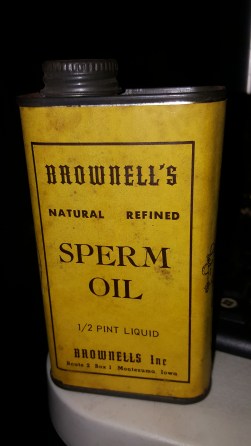 BROWNELL'S
NATURAL REFINED
SPERM
OIL
1/2 PINT LIQUID
BROWNELLS Inc
Route 2 Box 1 Montezuma, Iowa